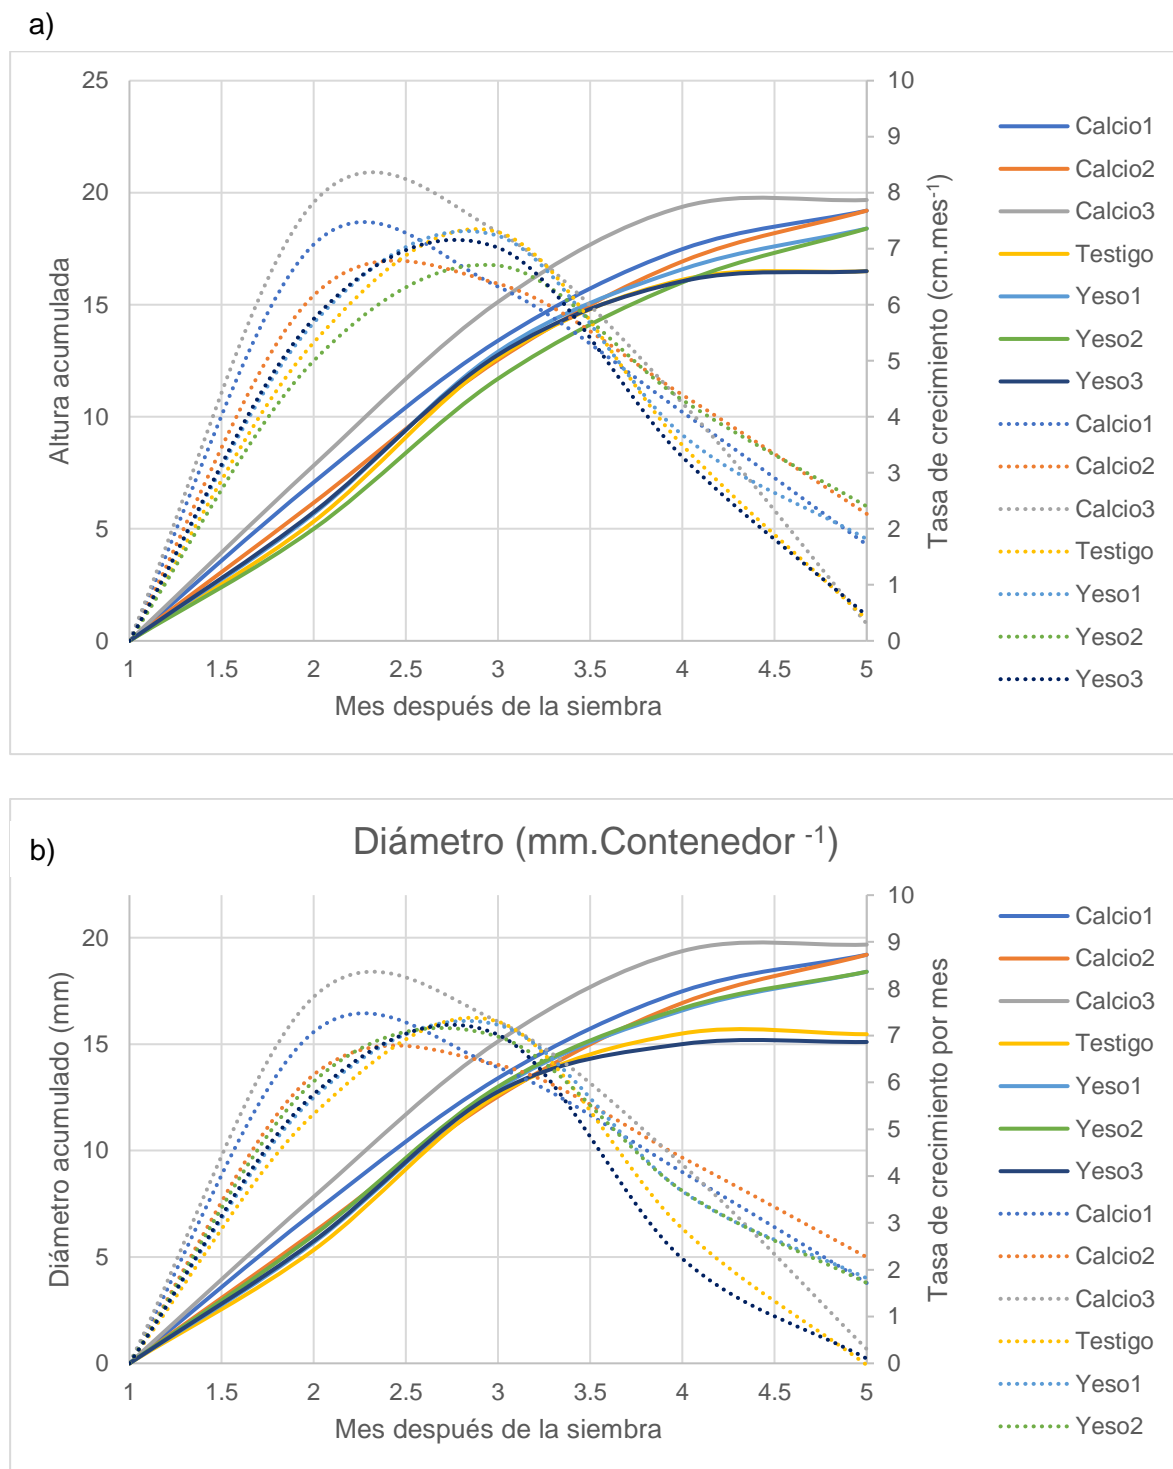 a)
25
20
15
10
5
0
Altura acumulada
10
9
8
7
6
5
4
3
2
1
0
Tasa de crecimiento (cm.mes-1)
1 1.5 2 2.5 3 3.5 4 4.5 5
Mes después de la siembra
Calcio1
Calcio2
Calcio3
Testigo
Yeso1
Yeso2
Yeso3
Calcio1
Calcio2
Calcio3
Testigo
Yeso1
Yeso2
Yeso3
b)
Diámetro (mm.Contenedor -1)
20
15
10
5
0
Diámetro acumulado (mm)
10
9
8
7
6
5
4
3
2
1
0
Tasa de crecimiento por mes
1 1.5 2 2.5 3 3.5 4 4.5 5
Mes después de la siembra
Calcio1
Calcio2
Calcio3
Testigo
Yeso1
Yeso2
Yeso3
Calcio1
Calcio2
Calcio3
Testigo
Yeso1
Yeso2